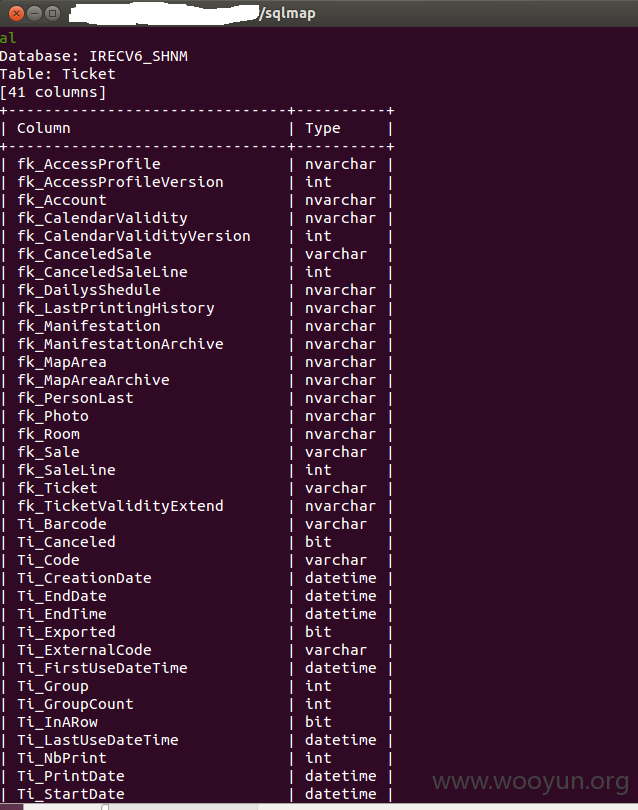 /sqlmap
al
Database: IRECV6_SHNM
Table: Ticket
[41 columns]
+-------------------------------+----------+
| Column | Type |
+-------------------------------+----------+
| fk_AccessProfile | nvarchar |
| fk_AccessProfileVersion | int |
| fk_Account | nvarchar |
| fk_CalendarValidity | nvarchar |
| fk_CalendarValidityVersion | int |
| fk_CanceledSale | varchar |
| fk_CanceledSaleLine | int |
| fk_DailysShedule | nvarchar |
| fk_LastPrintingHistory | nvarchar |
| fk_Manifestation | nvarchar |
| fk_ManifestationArchive | nvarchar |
| fk_MapArea | nvarchar |
| fk_MapAreaArchive | nvarchar |
| fk_PersonLast | nvarchar |
| fk_Photo | nvarchar |
| fk_Room | nvarchar |
| fk_Sale | varchar |
| fk_SaleLine | int |
| fk_Ticket | varchar |
| fk_TicketValidityExtend | nvarchar |
| Ti_Barcode | varchar |
| Ti_Canceled | bit |
| Ti_Code | varchar |
| Ti_CreationDate | datetime |
| Ti_EndDate | datetime |
| Ti_EndTime | datetime |
| Ti_Exported | bit |
| Ti_ExternalCode | varchar |
| Ti_FirstUseDateTime | datetime |
| Ti_Group | int |
| Ti_GroupCount | int |
| Ti_InARow | bit |
| Ti_LastUseDateTime | datetime |
| Ti_NbPrint | int |
| Ti_PrintDate | datetime |
| Ti_StartDate | datetime |
www.wooyun.org